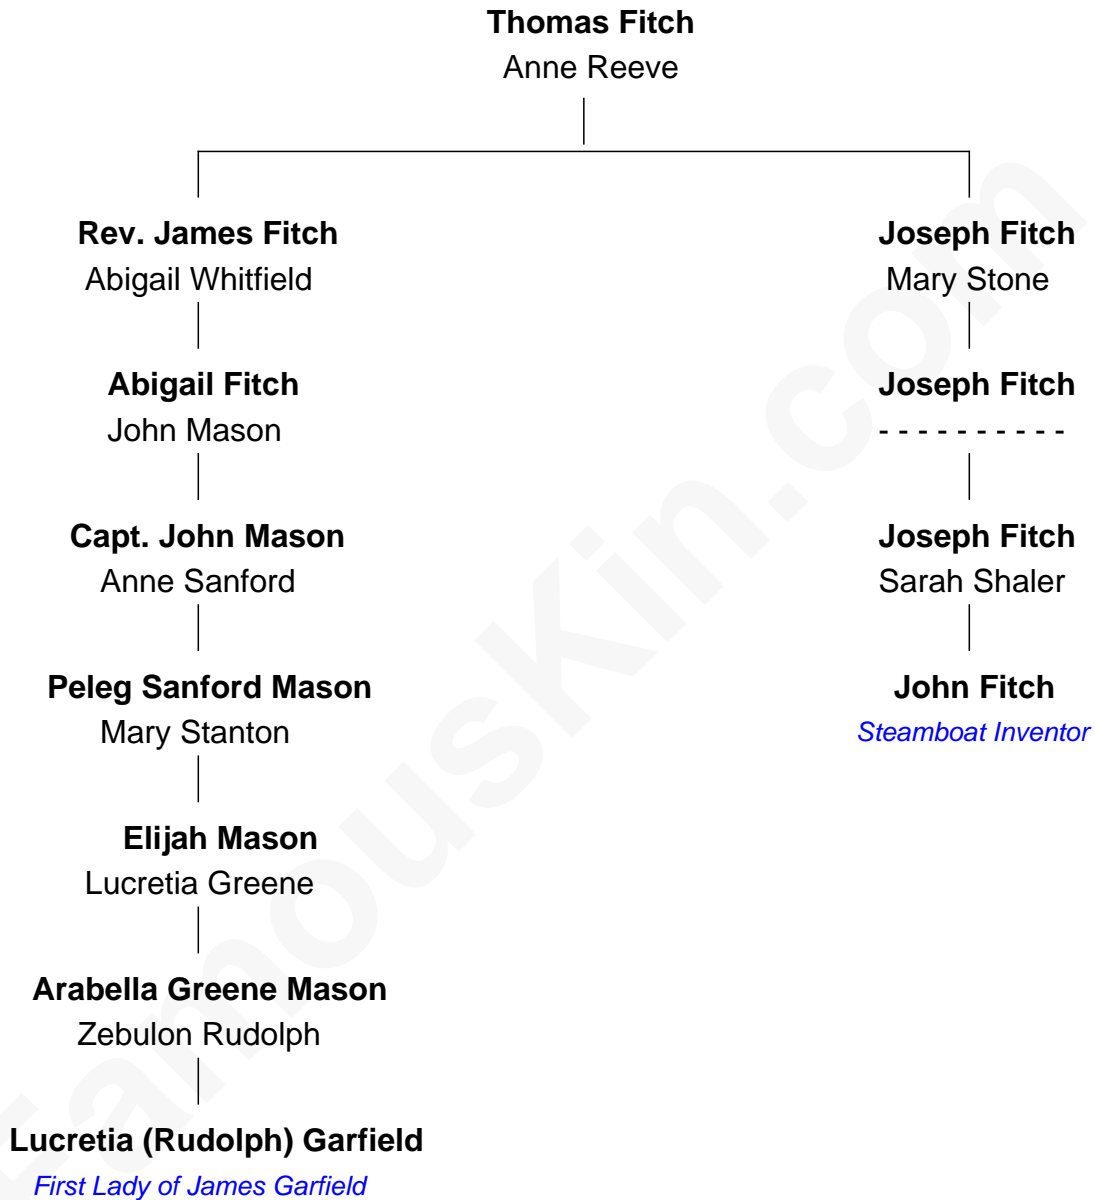 Thomas Fitch
Anne Reeve
Rev. James Fitch
Abigail Whitfield
Abigail Fitch
John Mason
Capt. John Mason
Anne Sanford
Peleg Sanford Mason
Mary Stanton
Elijah Mason
Lucretia Greene
Arabella Greene Mason
Zebulon Rudolph
Lucretia (Rudolph) Garfield
First Lady of James Garfield
Joseph Fitch
Mary Stone
Joseph Fitch
- - - - - - - - - -
Joseph Fitch
Sarah Shaler
John Fitch
Steamboat Inventor
FamousKin.com